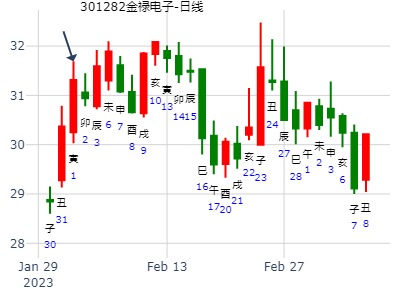 301282金禄电子-日线
32
31
30
29
28
子
30
丑
31
寅
1
卯
2
辰
3
未
6
申
7
酉
8
戌
9
亥
10
寅
13
卯
14
辰
15
巳
16
午
17
酉
20
戌
21
亥
22
子
23
丑
24
辰
27
巳
28
午
1
未
2
申
3
亥
6
子
7
丑
8
Jan 29
2023
Feb 13
Feb 27